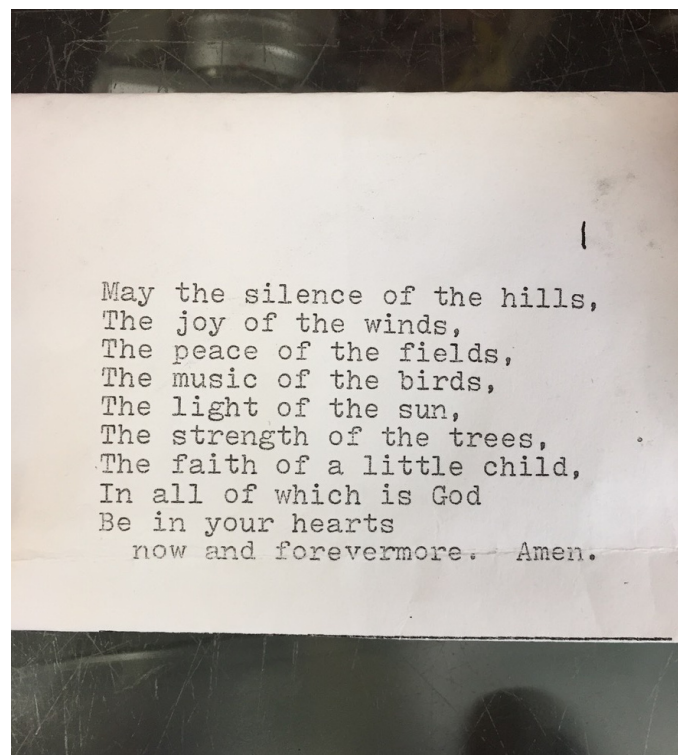 May the silence of the hills,
The joy of the winds,
The peace of the fields,
The music of the birds,
The light of the sun,
The strength of the trees,
The faith of a little child,
In all of which is God
Be in your hearts
now and forevermore. Amen.